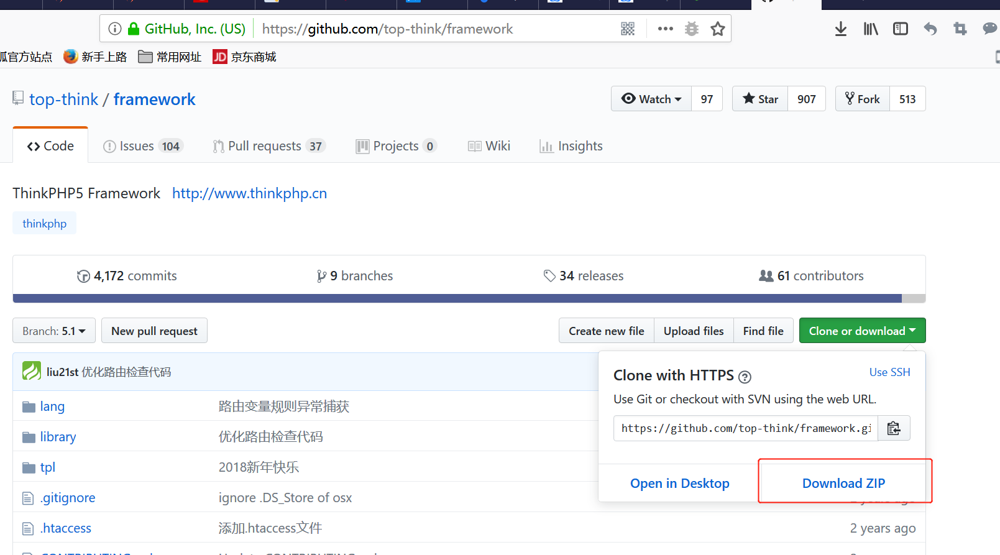 GitHub, Inc. (US) https://github.com/top-think/framework
狐官方站点 新手上路 常用网址 JD 京东商城
top-think / framework Watch 97 Star 907 Fork 513
Code Issues 104 Pull requests 37 Projects 0 Wiki Insights
ThinkPHP5 Framework http://www.thinkphp.cn
thinkphp
4,172 commits 9 branches 34 releases 61 contributors
Branch: 5.1 New pull request Create new file Upload files Find file Clone or download
liu21st 优化路由检查代码
Clone with HTTPS Use SSH
Use Git or checkout with SVN using the web URL.
https://github.com/top-think/framework.gi
Open in Desktop Download ZIP
lang 路由变量规则异常捕获
library 优化路由检查代码
tpl 2018新年快乐
.gitignore ignore .DS_Store of osx 2 years ago
.htaccess 添加.htaccess文件 2 years ago